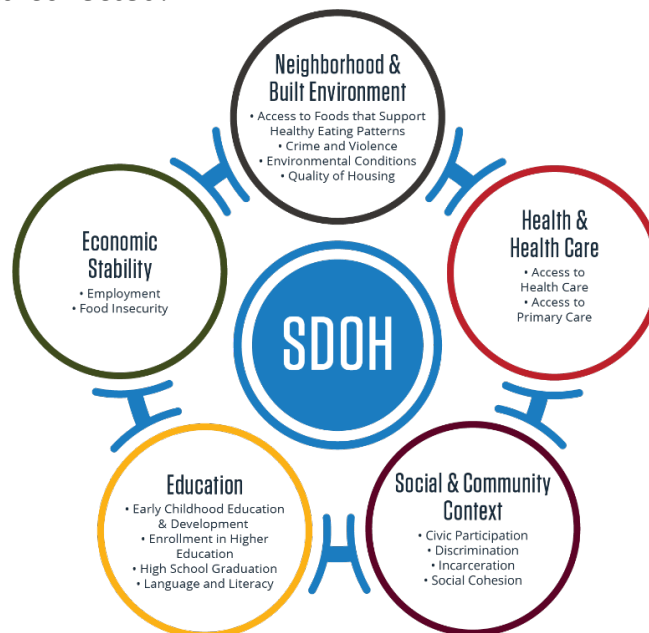 Neighborhood &
Built Environment
• Access to Foods that Support
Healthy Eating Patterns
• Crime and Violence
• Environmental Conditions
• Quality of Housing
Health &
Health Care
• Access to
Health Care
• Access to
Primary Care
Economic
Stability
• Employment
• Food Insecurity
SDOH
Education
• Early Childhood Education
& Development
• Enrollment in Higher
Education
• High School Graduation
• Language and Literacy
Social & Community
Context
• Civic Participation
• Discrimination
• Incarceration
• Social Cohesion